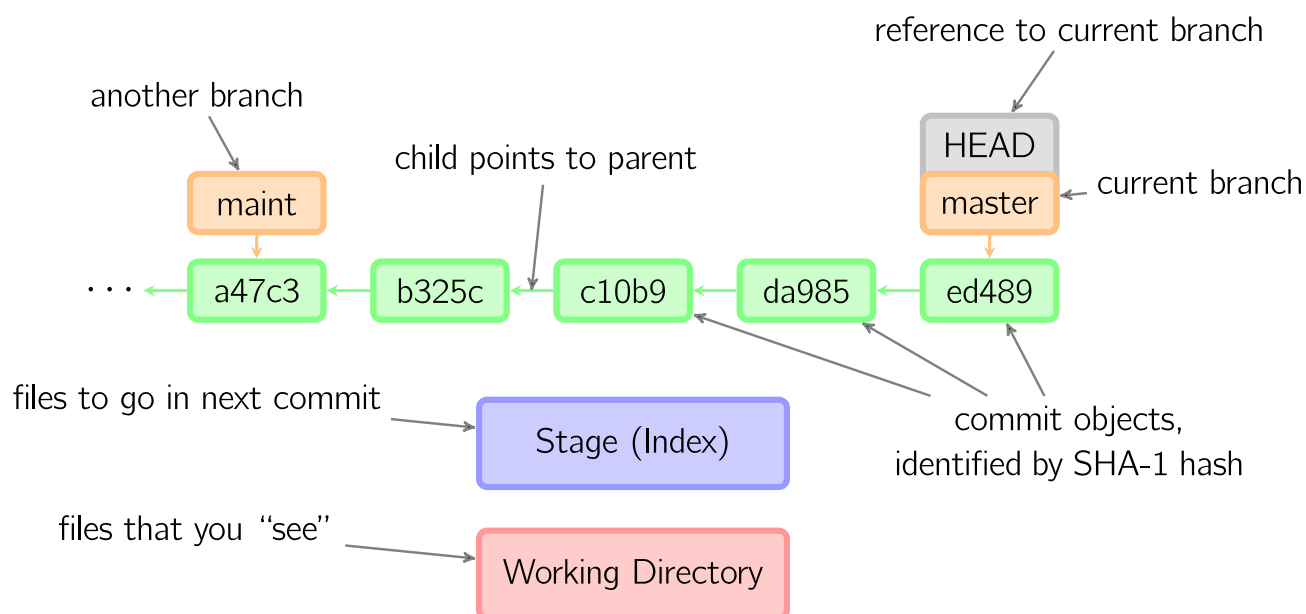 reference to current branch
another branch
HEAD
child points to parent
current branch
maint
master
...
a47c3
b325c
c10b9
da985
ed489
files to go in next commit
Stage (Index)
commit objects,
identified by SHA-1 hash
files that you “see”
Working Directory